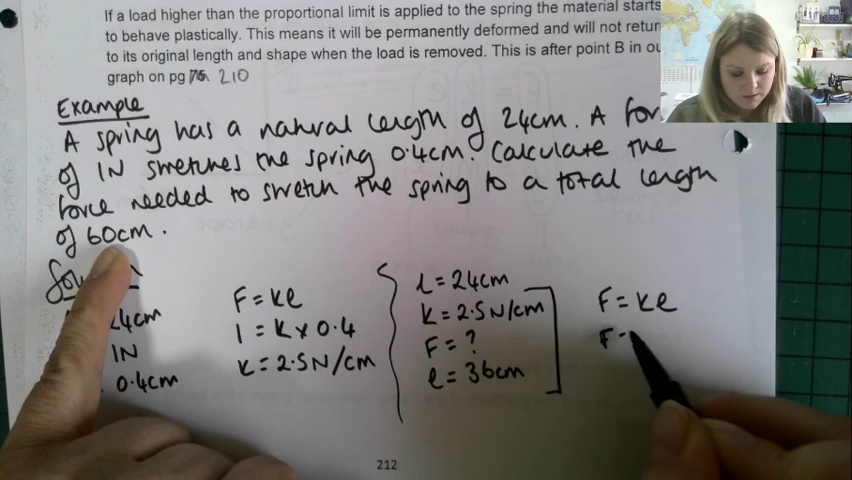 If a load higher than the proportional limit is applied to the spring the material starts
to behave plastically. This means it will be permanently deformed and will not retur
to its original length and shape when the load is removed. This is after point B in ou
graph on pg 210
Example
A spring has a natural length of 24cm. A for
of 1N stretches the spring 0.4cm. Calculate the
force needed to stretch the spring to a total length
of 60cm.
24cm
1N
0.4cm
F = ke
1 = K x 0.4
K = 2.5N/cm
l = 24cm
K = 2.5N/cm
F = ?
e = 36cm
F = ke
F =
212